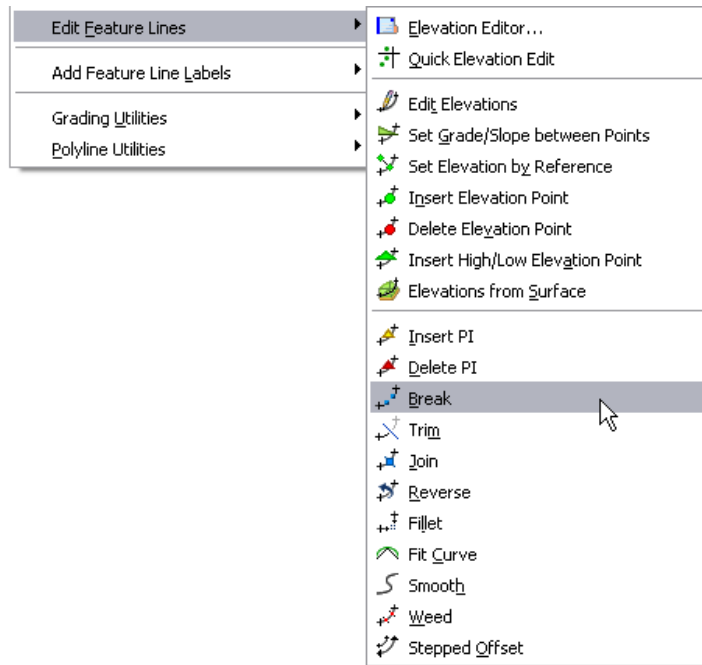 Edit Feature Lines
Add Feature Line Labels
Grading Utilities
Polyline Utilities
Elevation Editor...
Quick Elevation Edit
Edit Elevations
Set Grade/Slope between Points
Set Elevation by Reference
Insert Elevation Point
Delete Elevation Point
Insert High/Low Elevation Point
Elevations from Surface
Insert PI
Delete PI
Break
Trim
Join
Reverse
Fillet
Fit Curve
Smooth
Weed
Stepped Offset